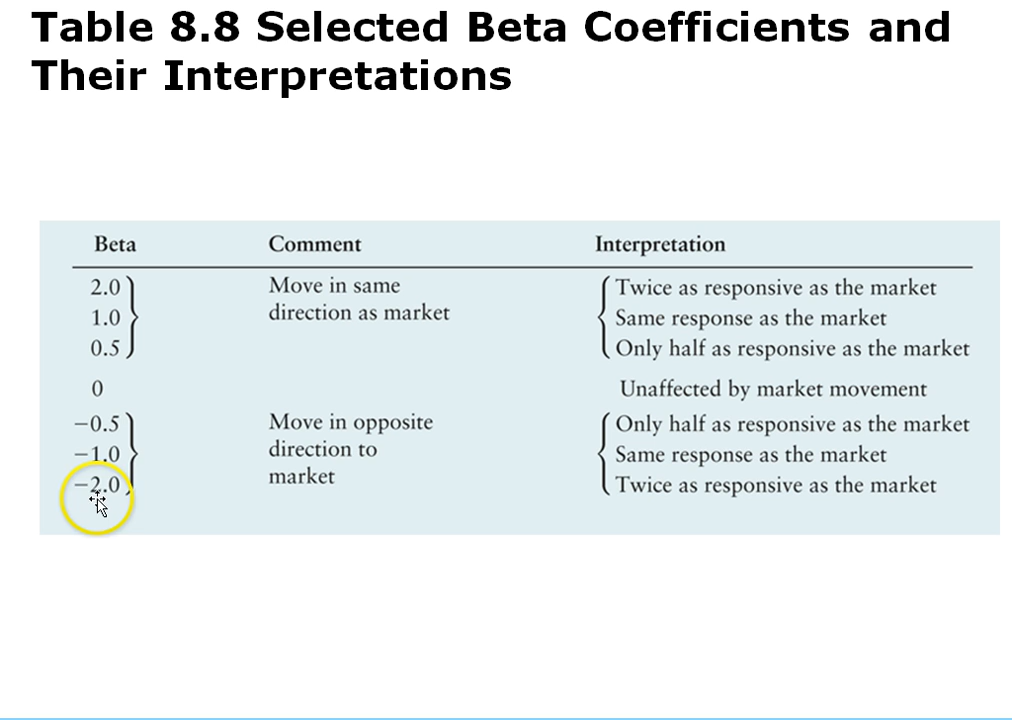 Table 8.8 Selected Beta Coefficients and
Their Interpretations
Beta Comment Interpretation
2.0 Move in same Twice as responsive as the market
1.0 direction as market Same response as the market
0.5 Only half as responsive as the market
0 Unaffected by market movement
−0.5 Move in opposite Only half as responsive as the market
−1.0 direction to Same response as the market
−2.0 market Twice as responsive as the market